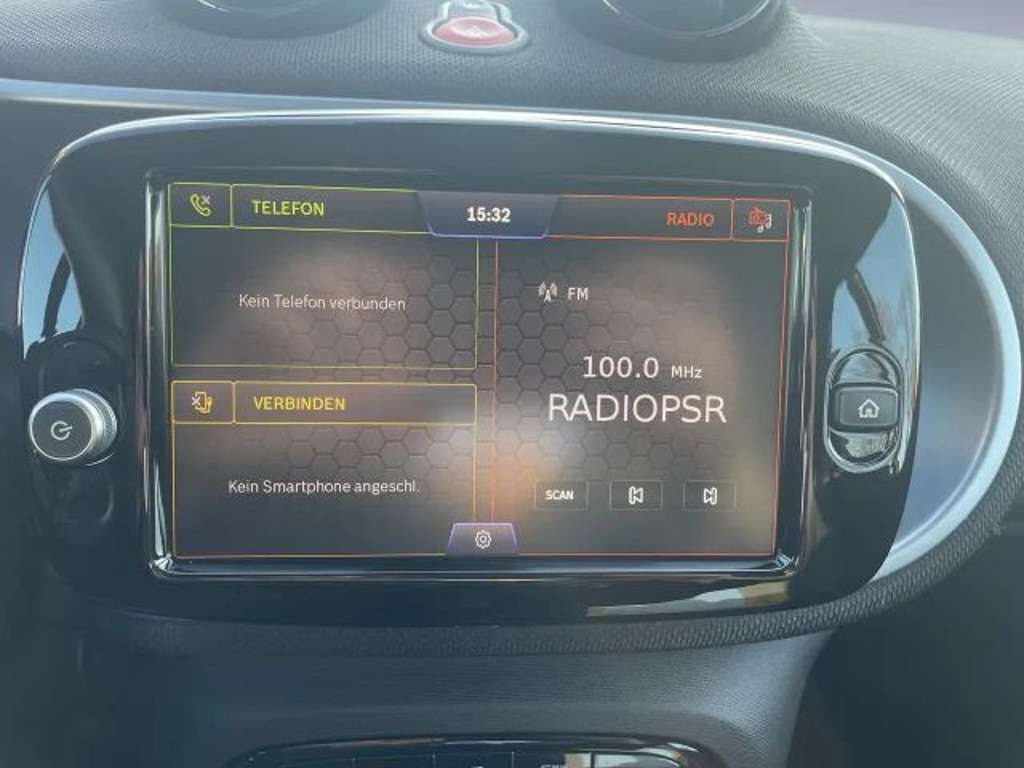 TELEFON
15:32
RADIO
Kein Telefon verbunden
FM
100.0 MHz
RADIOPSR
VERBINDEN
Kein Smartphone angeschl.
SCAN